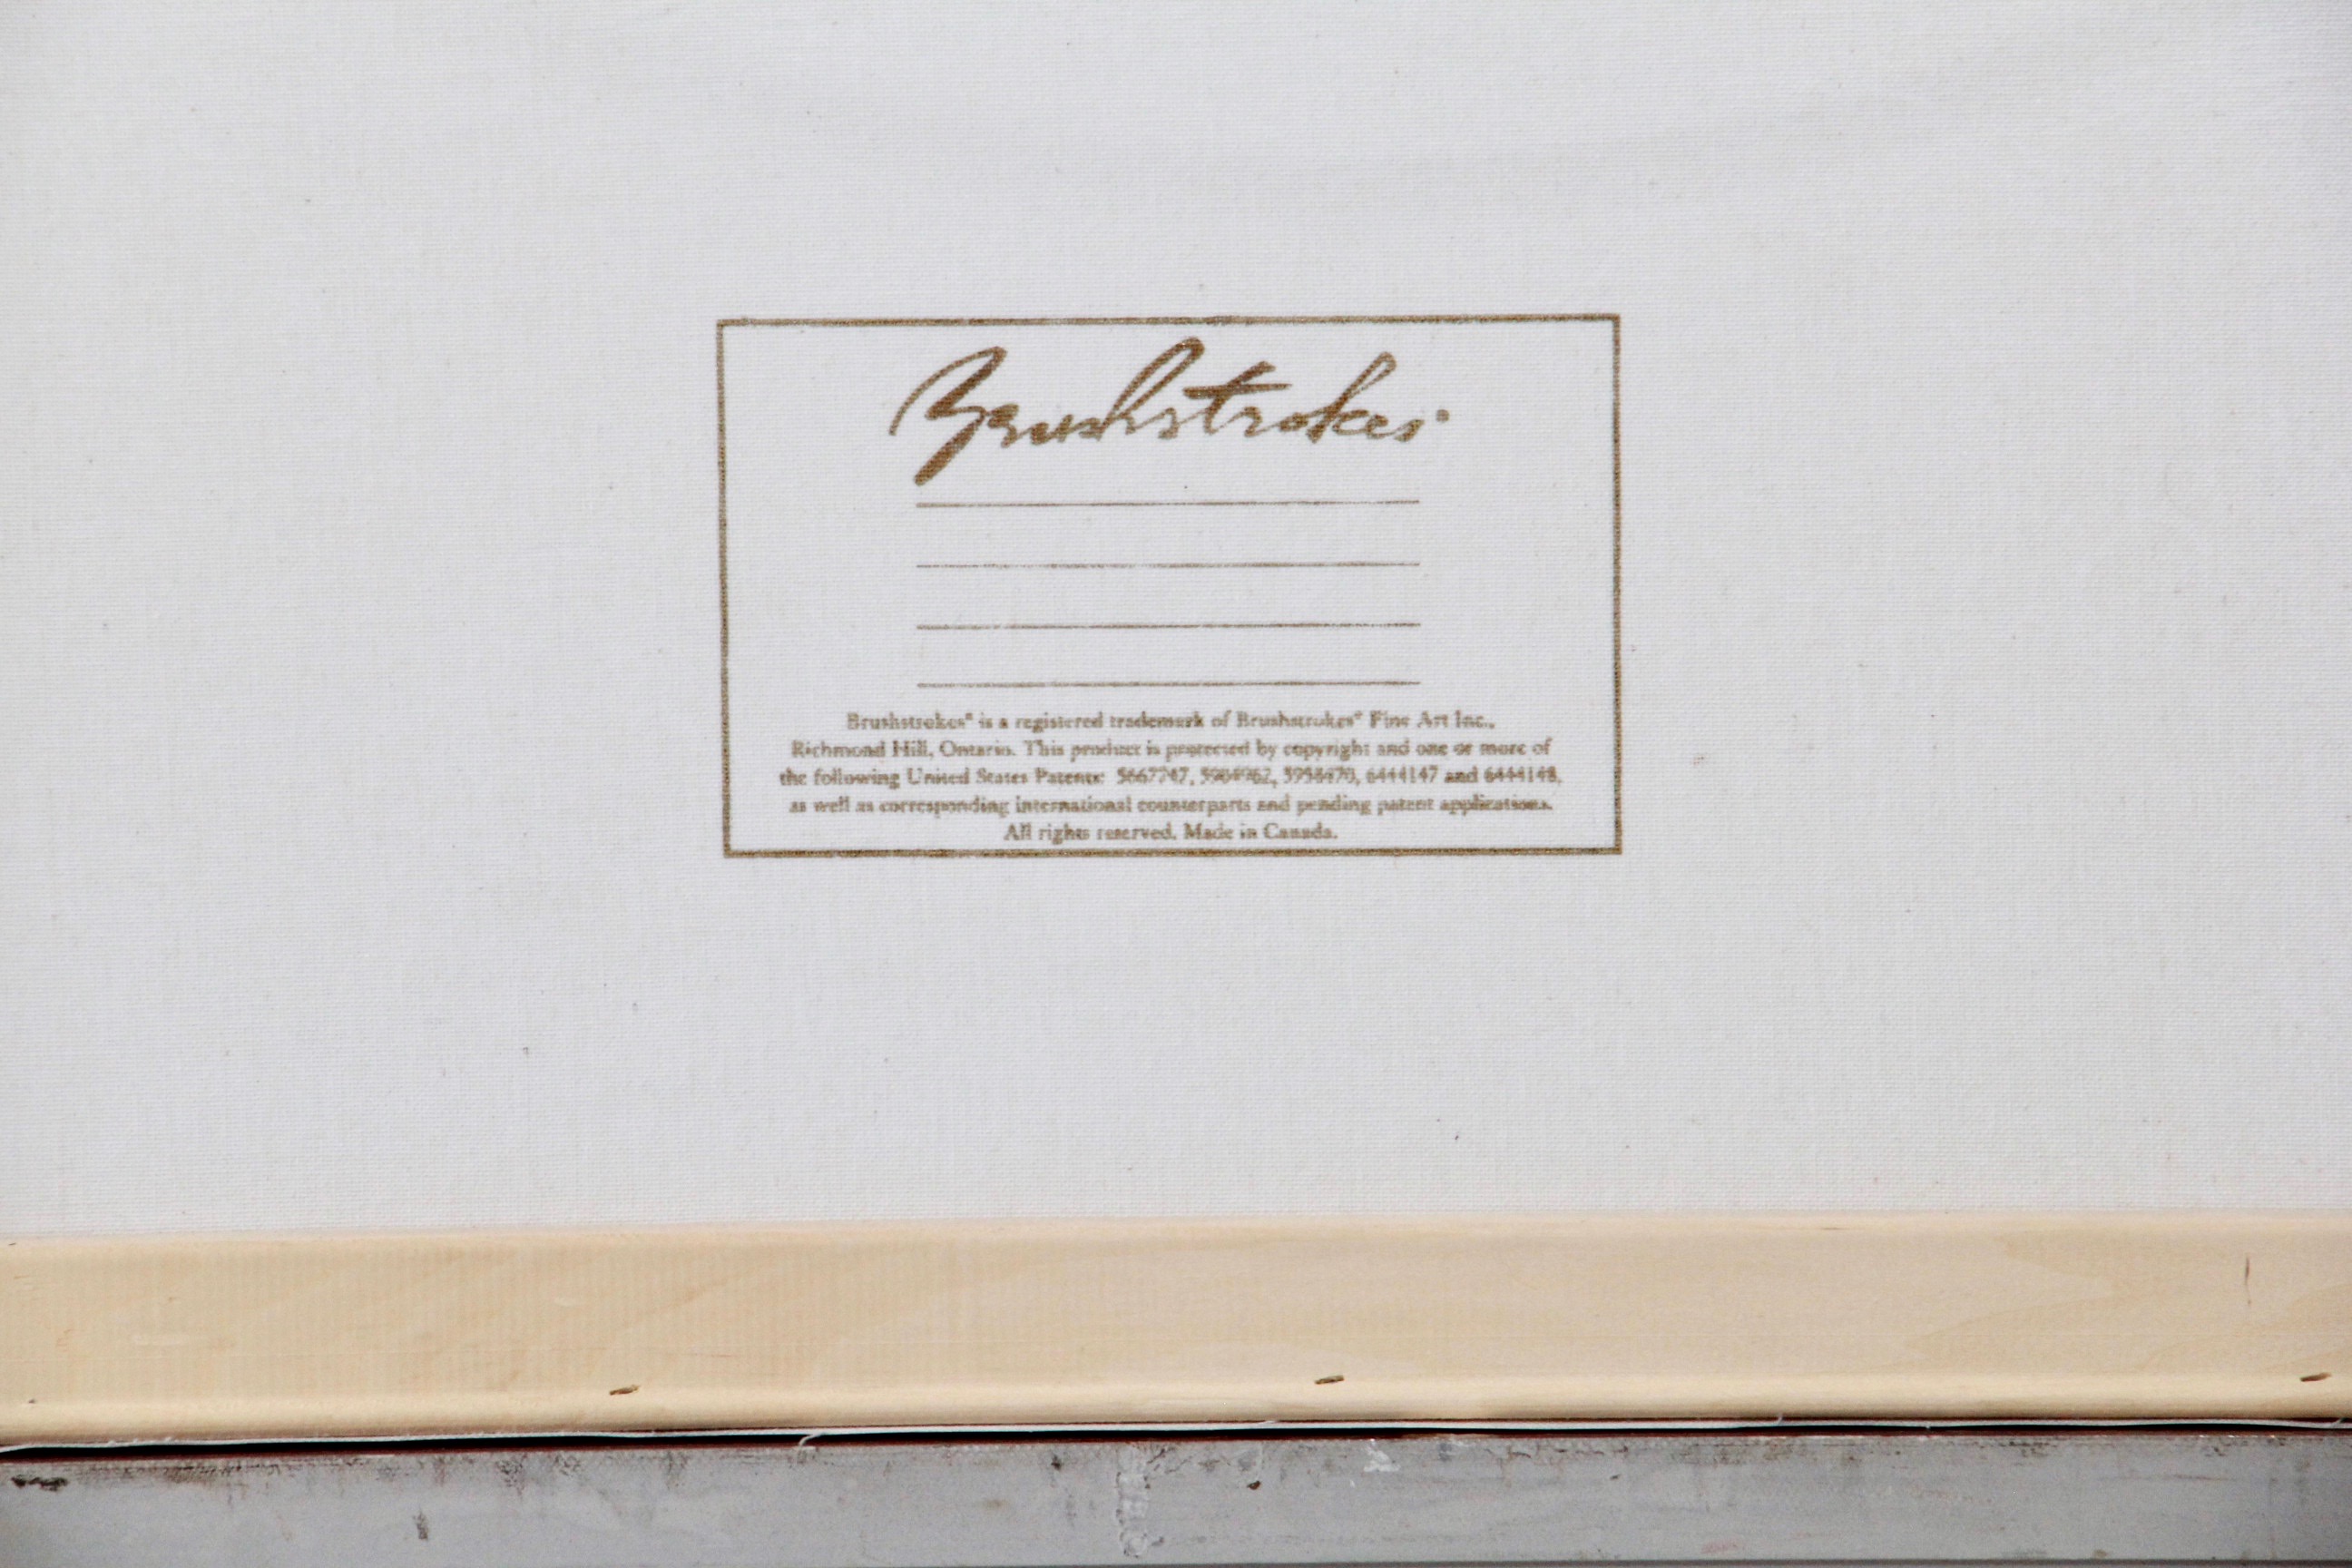 Brushstrokes
Brushstrokes® is a registered trademark of Brushstrokes® Fine Art Inc.,
Richmond Hill, Ontario. This product is protected by copyright and one or more of
the following United States Patents: 5667747, 5904962, 5958470, 6444147 and 6444148,
as well as corresponding international counterparts and pending patent applications.
All rights reserved. Made in Canada.